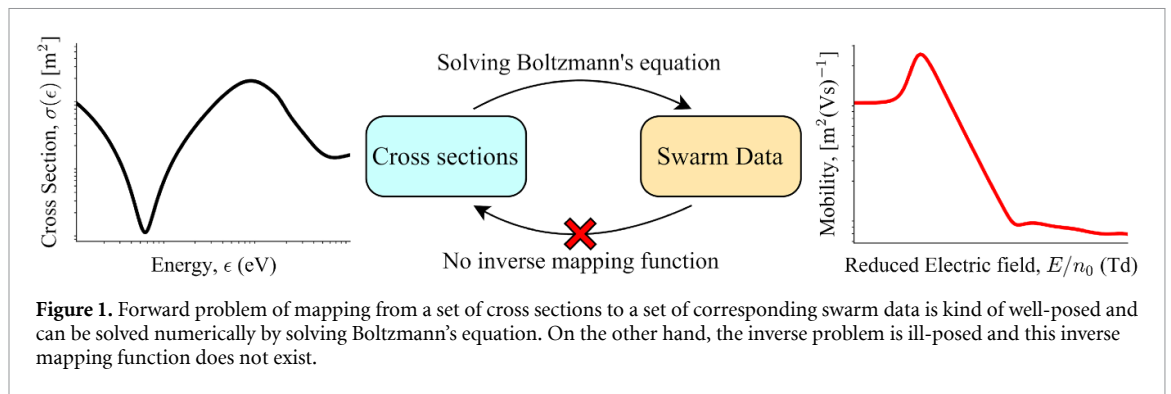 Cross Section, σ(ϵ) [m²]
Energy, ϵ (eV)
Solving Boltzmann's equation
Cross sections
Swarm Data
No inverse mapping function
Mobility, [m²(Vs)⁻¹]
Reduced Electric field, E/n₀ (Td)
Figure 1. Forward problem of mapping from a set of cross sections to a set of corresponding swarm data is kind of well-posed and
can be solved numerically by solving Boltzmann’s equation. On the other hand, the inverse problem is ill-posed and this inverse
mapping function does not exist.